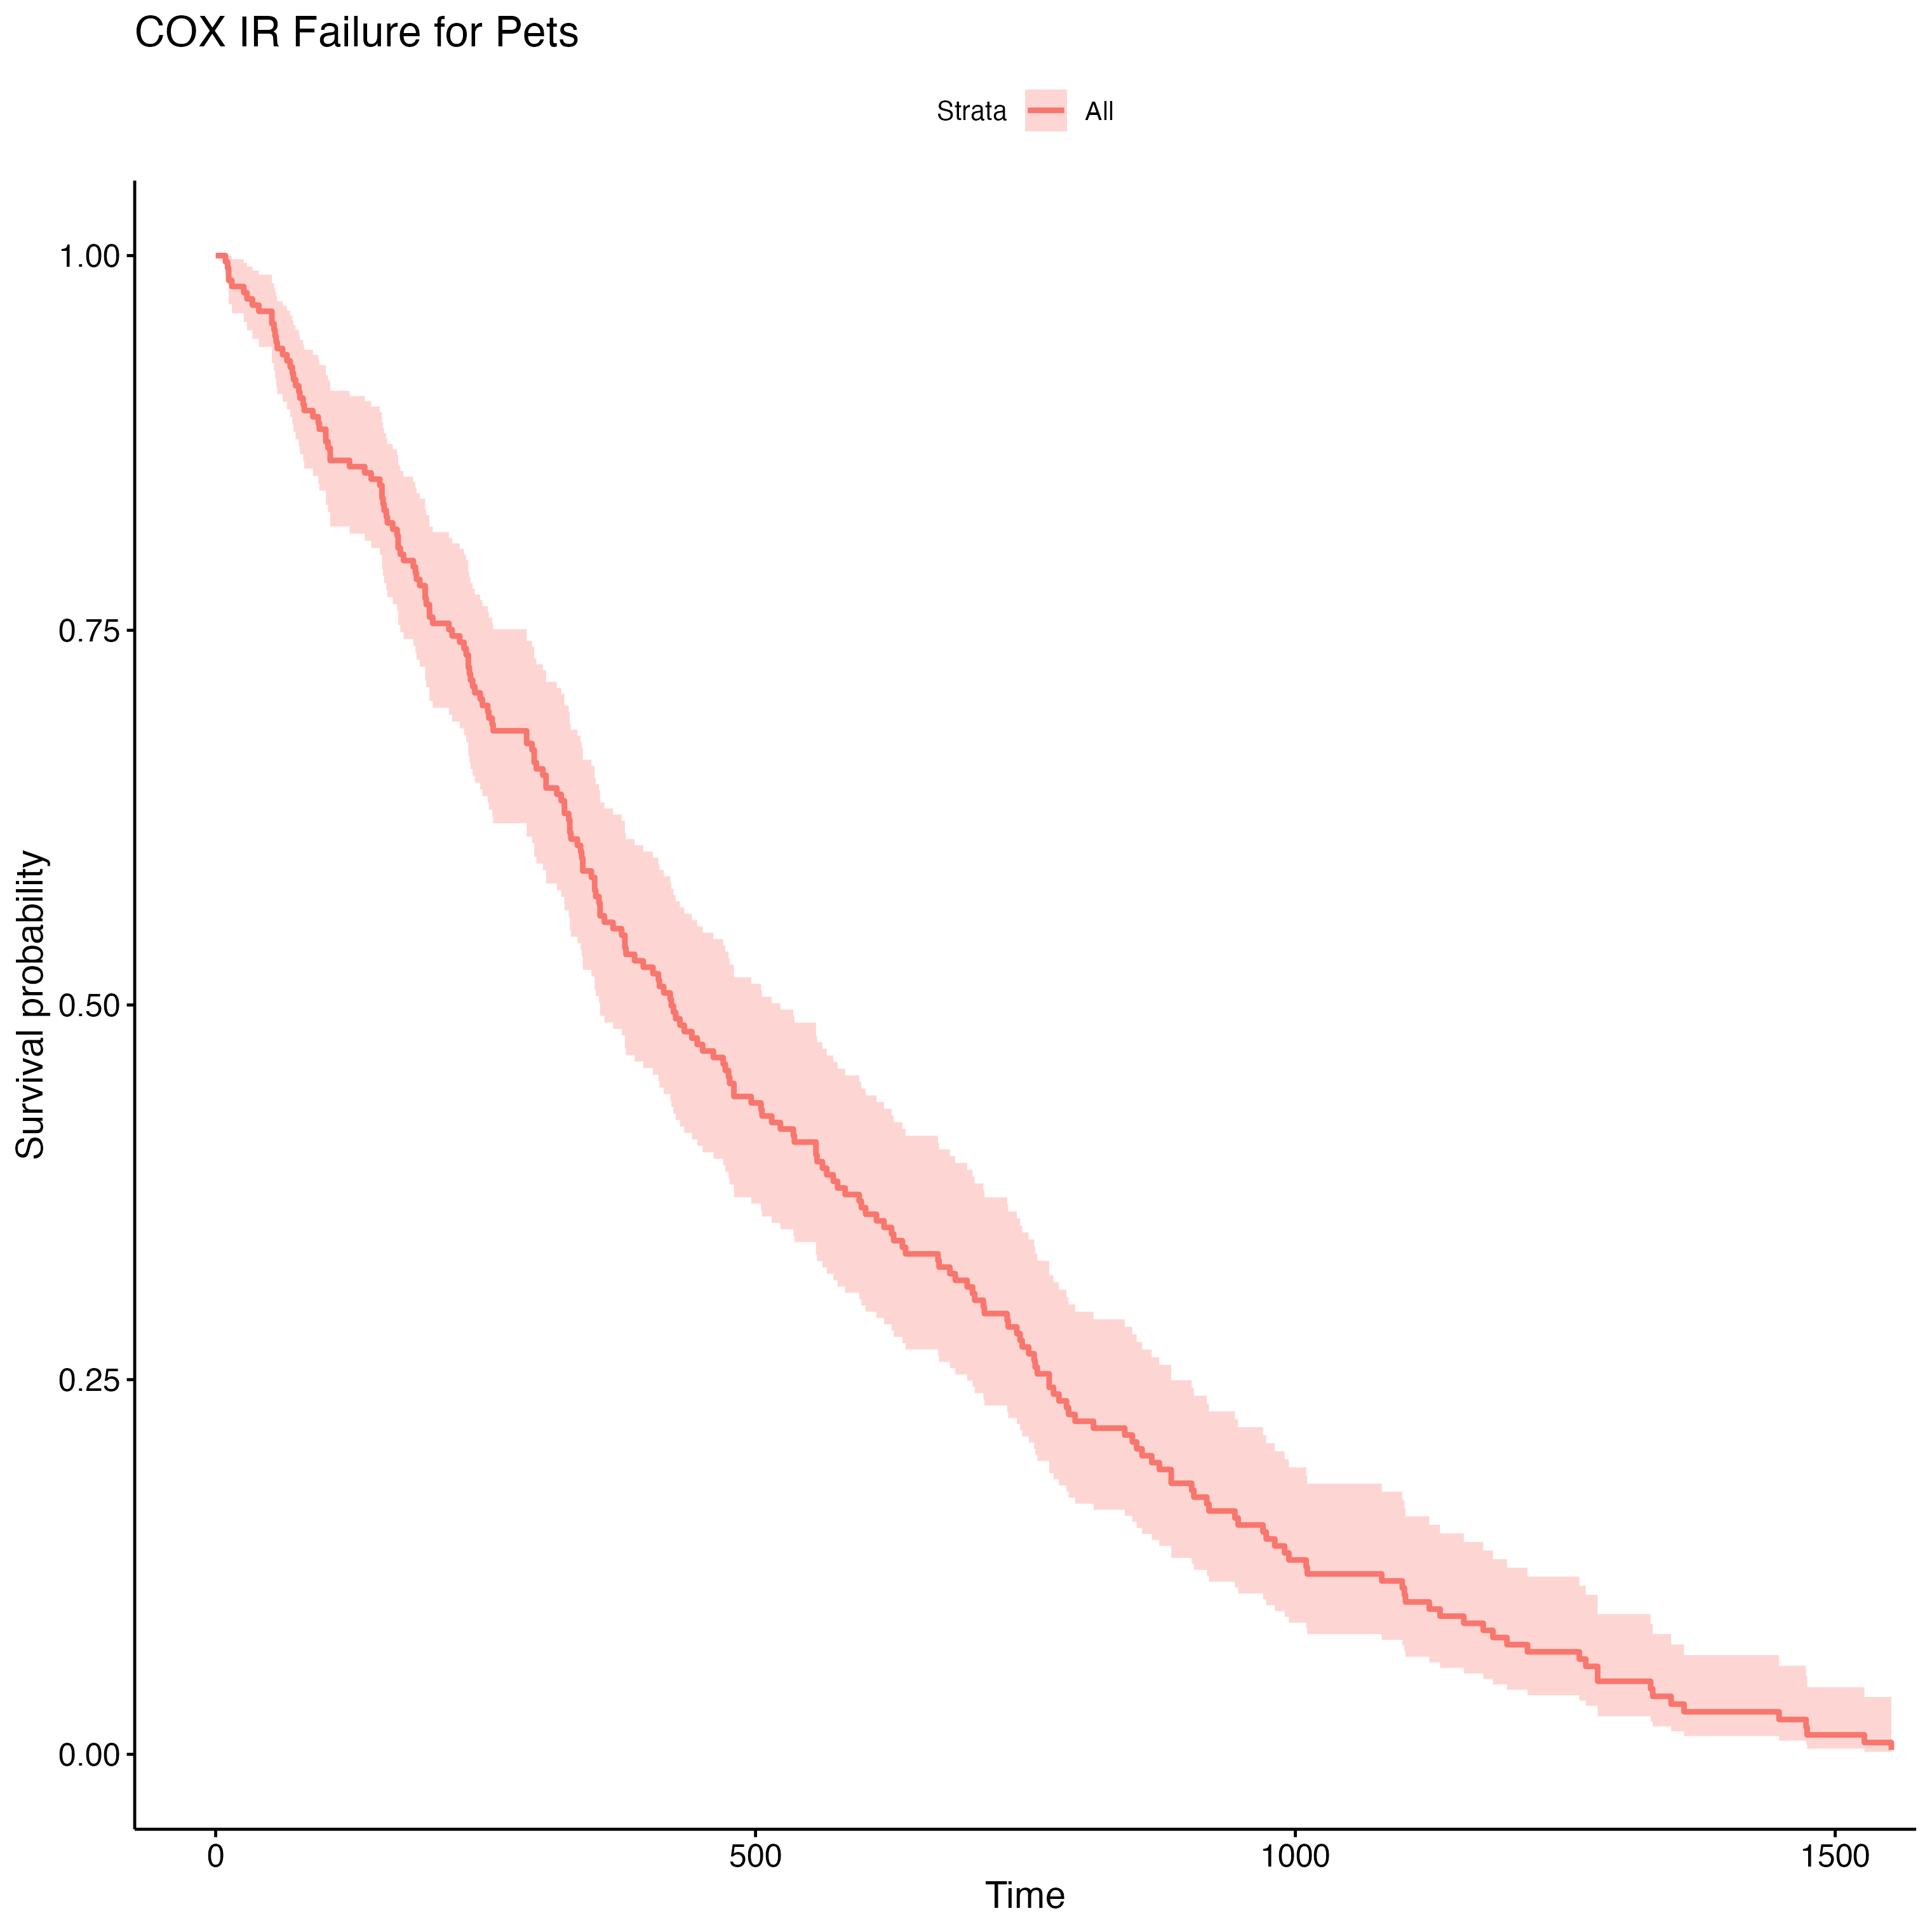 COX IR Failure for Pets
Strata All
1.00
0.75
0.50
0.25
0.00
Survival probability
0 500 1000 1500
Time